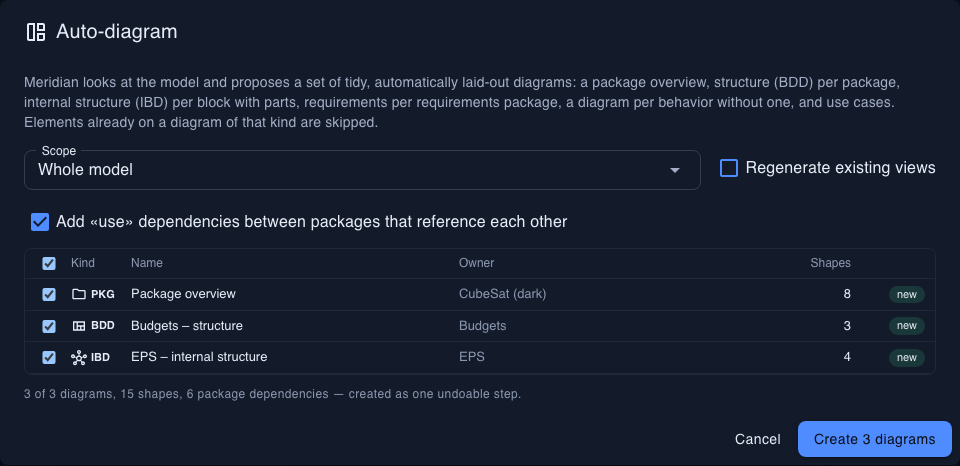 Auto-diagram
Meridian looks at the model and proposes a set of tidy, automatically laid-out diagrams: a package overview, structure (BDD) per package,
internal structure (IBD) per block with parts, requirements per requirements package, a diagram per behavior without one, and use cases.
Elements already on a diagram of that kind are skipped.
Scope
Whole model
Regenerate existing views
Add «use» dependencies between packages that reference each other
Kind Name Owner Shapes
PKG Package overview CubeSat (dark) 8 new
BDD Budgets – structure Budgets 3 new
IBD EPS – internal structure EPS 4 new
3 of 3 diagrams, 15 shapes, 6 package dependencies — created as one undoable step.
Cancel Create 3 diagrams